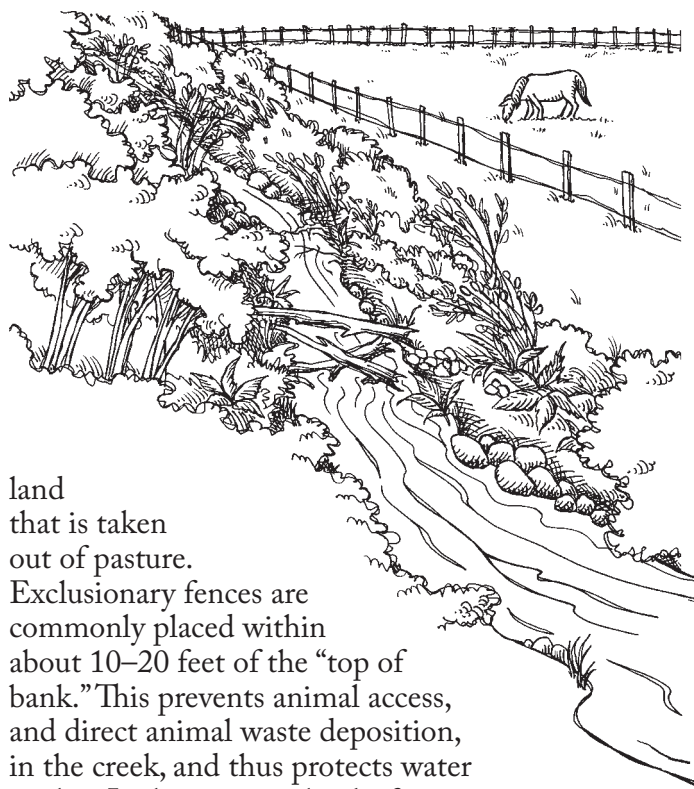 land
that is taken
out of pasture.
Exclusionary fences are
commonly placed within
about 10–20 feet of the “top of
bank.” This prevents animal access,
and direct animal waste deposition,
in the creek, and thus protects water